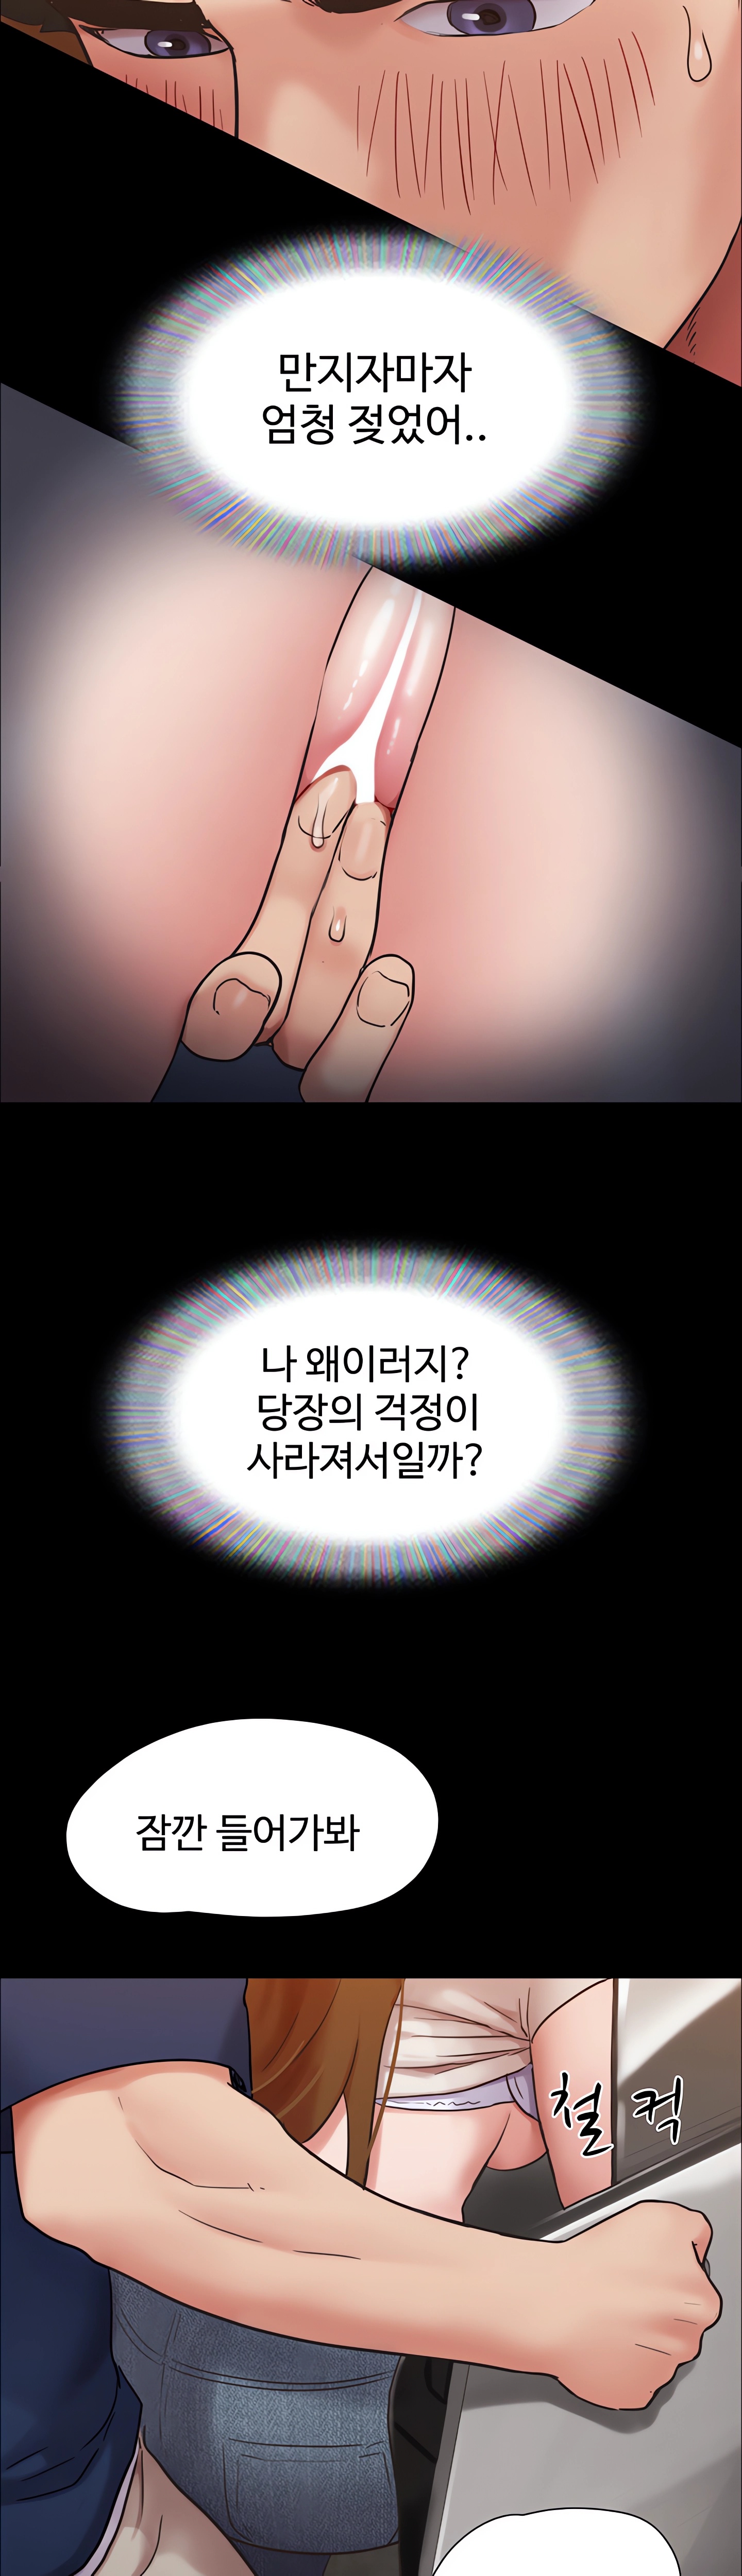 만지자마자
엄청 젖었어..
나 왜이러지?
당장의 걱정이
사라져서일까?
잠깐 들어가봐
철컥